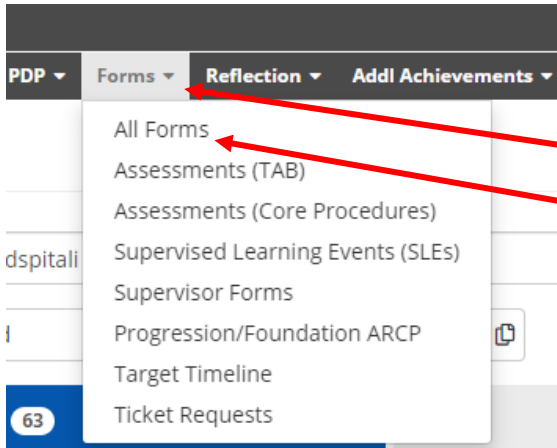 PDP Forms Reflection Addl Achievements
All Forms
Assessments (TAB)
Assessments (Core Procedures)
dspitali Supervised Learning Events (SLEs)
Supervisor Forms
Progression/Foundation ARCP
Target Timeline
63 Ticket Requests